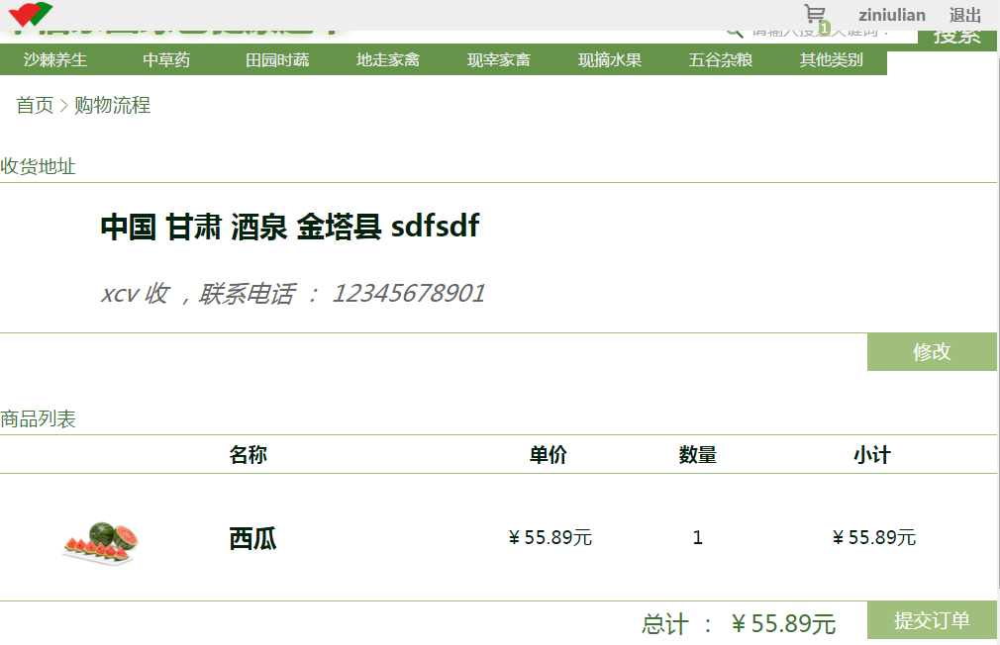 1 ziniulian 退出
搜索
沙棘养生 中草药 田园时蔬 地走家禽 现宰家畜 现摘水果 五谷杂粮 其他类别
首页 > 购物流程
收货地址
中国 甘肃 酒泉 金塔县 sdfsdf
xcv 收 ，联系电话 ： 12345678901
修改
商品列表
名称 单价 数量 小计
西瓜 ¥ 55.89元 1 ¥ 55.89元
总计 ： ¥ 55.89元 提交订单